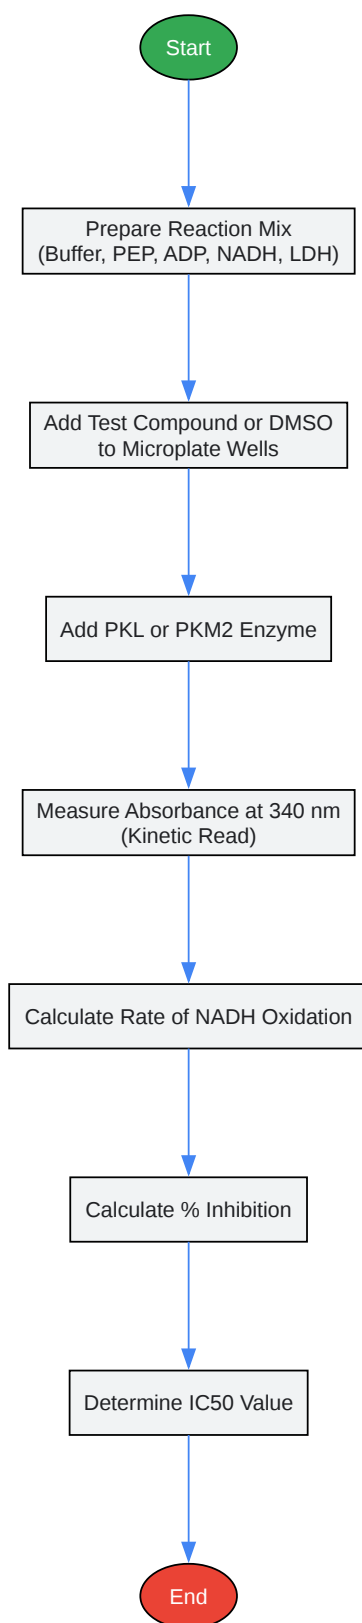 Start
Prepare Reaction Mix
(Buffer, PEP, ADP, NADH, LDH)
Add Test Compound or DMSO
to Microplate Wells
Add PKL or PKM2 Enzyme
Measure Absorbance at 340 nm
(Kinetic Read)
Calculate Rate of NADH Oxidation
Calculate % Inhibition
Determine IC50 Value
End